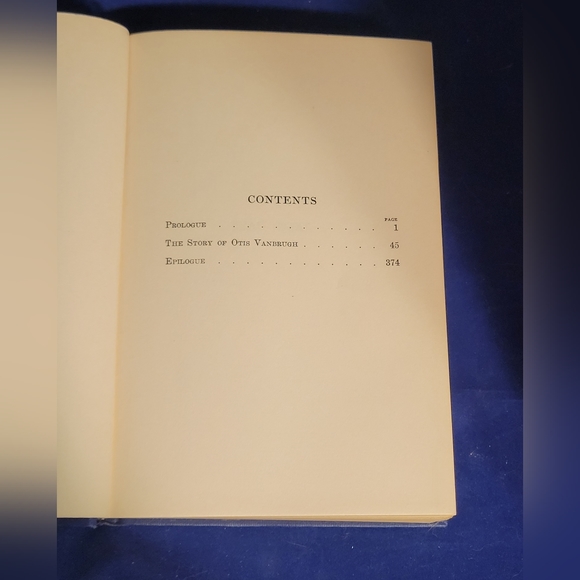 CONTENTS
PAGE
Prologue . . . . . . . . . . . . 1
The Story of Otis Vanbrugh . . . . . . 45
Epilogue . . . . . . . . . . . . 374